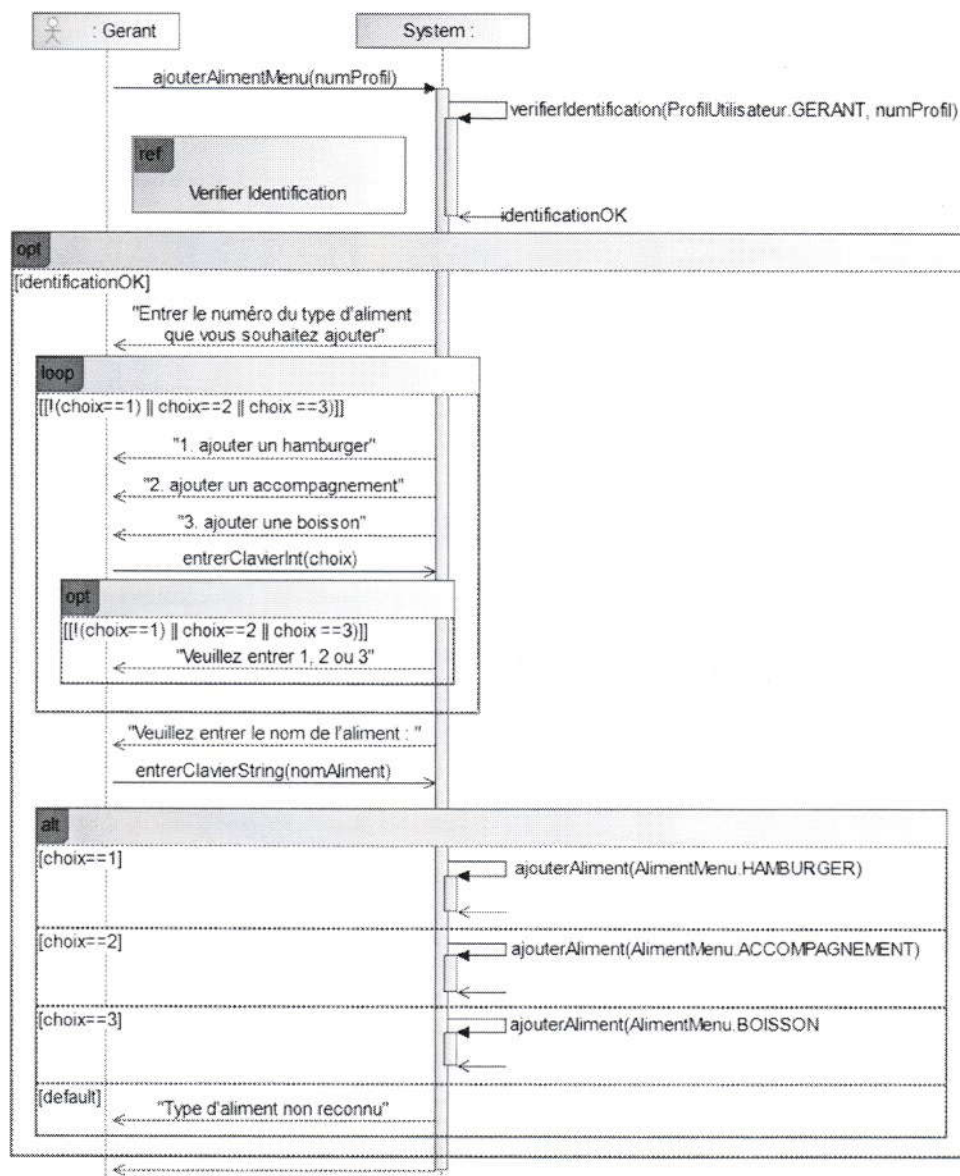 : Gerant
System :
ajouterAlimentMenu(numProfil)
verifierIdentification(ProfilUtilisateur.GERANT, numProfil)
ref
Verifier Identification
identificationOK
opt
[identificationOK]
"Entrer le numéro du type d'aliment
que vous souhaitez ajouter"
loop
[[!(choix==1) || choix==2 || choix ==3)]]
"1. ajouter un hamburger"
"2. ajouter un accompagnement"
"3. ajouter une boisson"
entrerClavierInt(choix)
opt
[[!(choix==1) || choix==2 || choix ==3)]]
"Veuillez entrer 1, 2 ou 3"
"Veuillez entrer le nom de l'aliment : "
entrerClavierString(nomAliment)
alt
[choix==1]
ajouterAliment(AlimentMenu.HAMBURGER)
[choix==2]
ajouterAliment(AlimentMenu.ACCOMPAGNEMENT)
[choix==3]
ajouterAliment(AlimentMenu.BOISSON
[default]
"Type d'aliment non reconnu"